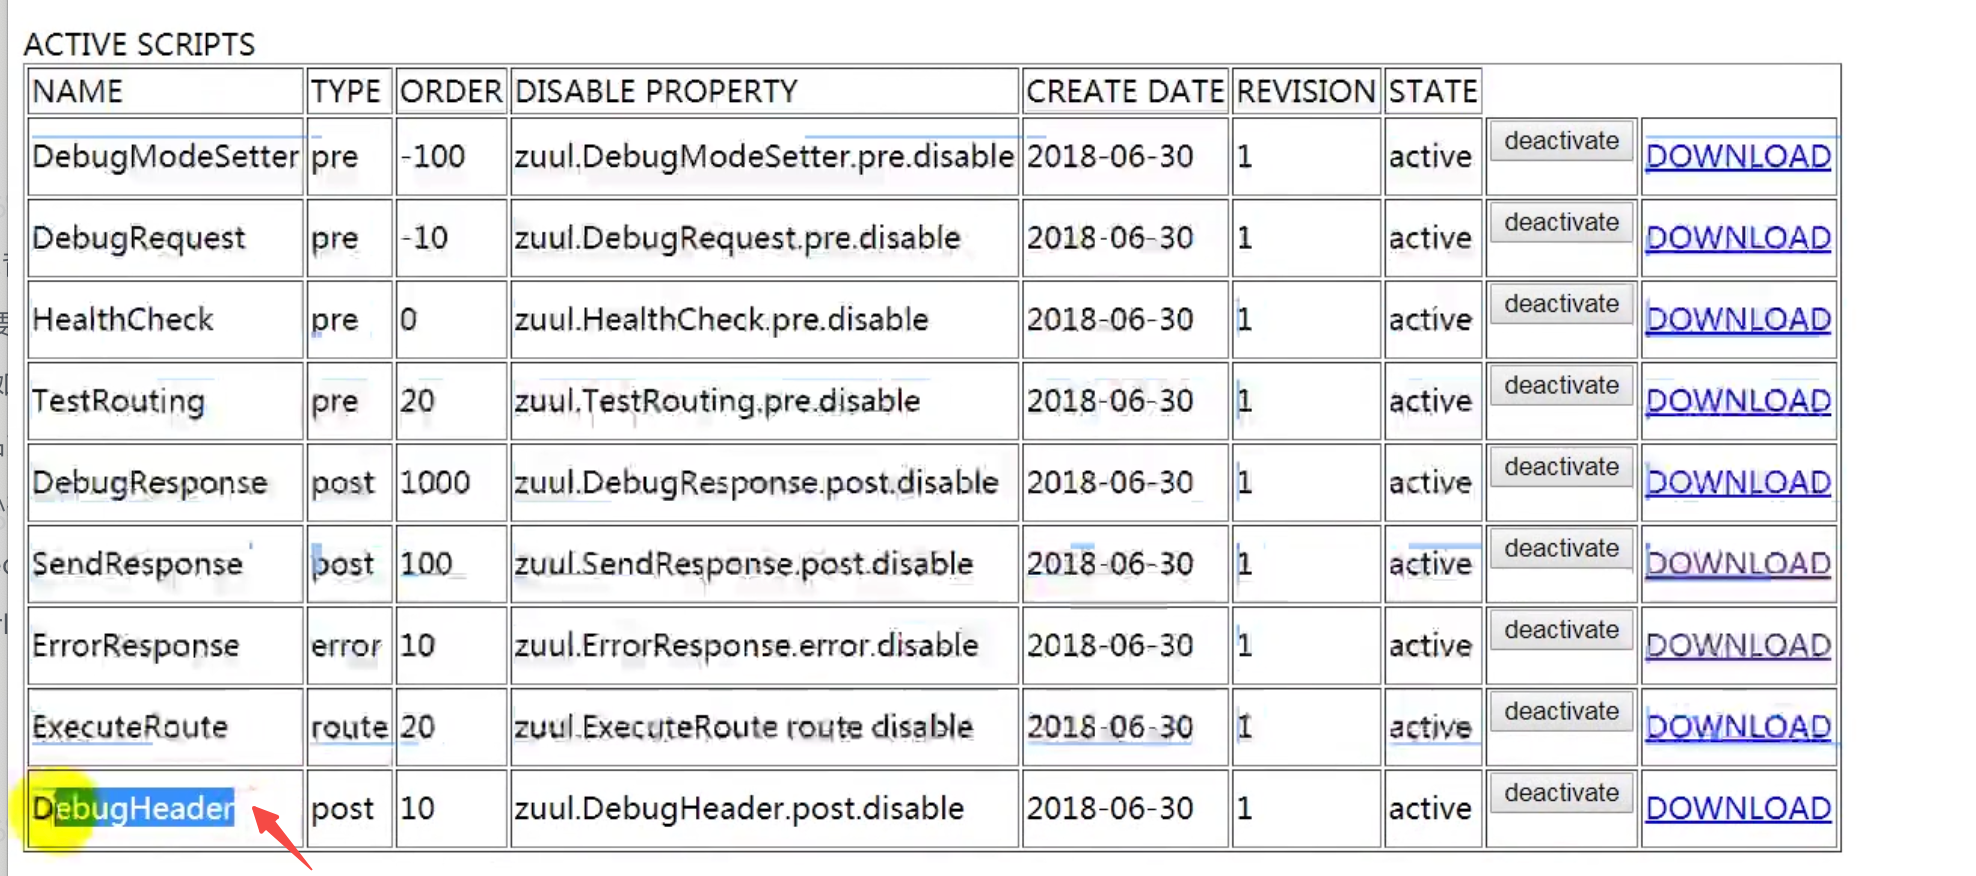 ACTIVE SCRIPTS
NAME TYPE ORDER DISABLE PROPERTY CREATE DATE REVISION STATE
DebugModeSetter pre -100 zuul.DebugModeSetter.pre.disable 2018-06-30 1 active deactivate DOWNLOAD
DebugRequest pre -10 zuul.DebugRequest.pre.disable 2018-06-30 1 active deactivate DOWNLOAD
HealthCheck pre 0 zuul.HealthCheck.pre.disable 2018-06-30 1 active deactivate DOWNLOAD
TestRouting pre 20 zuul.TestRouting.pre.disable 2018-06-30 1 active deactivate DOWNLOAD
DebugResponse post 1000 zuul.DebugResponse.post.disable 2018-06-30 1 active deactivate DOWNLOAD
SendResponse post 100 zuul.SendResponse.post.disable 2018-06-30 1 active deactivate DOWNLOAD
ErrorResponse error 10 zuul.ErrorResponse.error.disable 2018-06-30 1 active deactivate DOWNLOAD
ExecuteRoute route 20 zuul.ExecuteRoute route disable 2018-06-30 1 active deactivate DOWNLOAD
DebugHeader post 10 zuul.DebugHeader.post.disable 2018-06-30 1 active deactivate DOWNLOAD